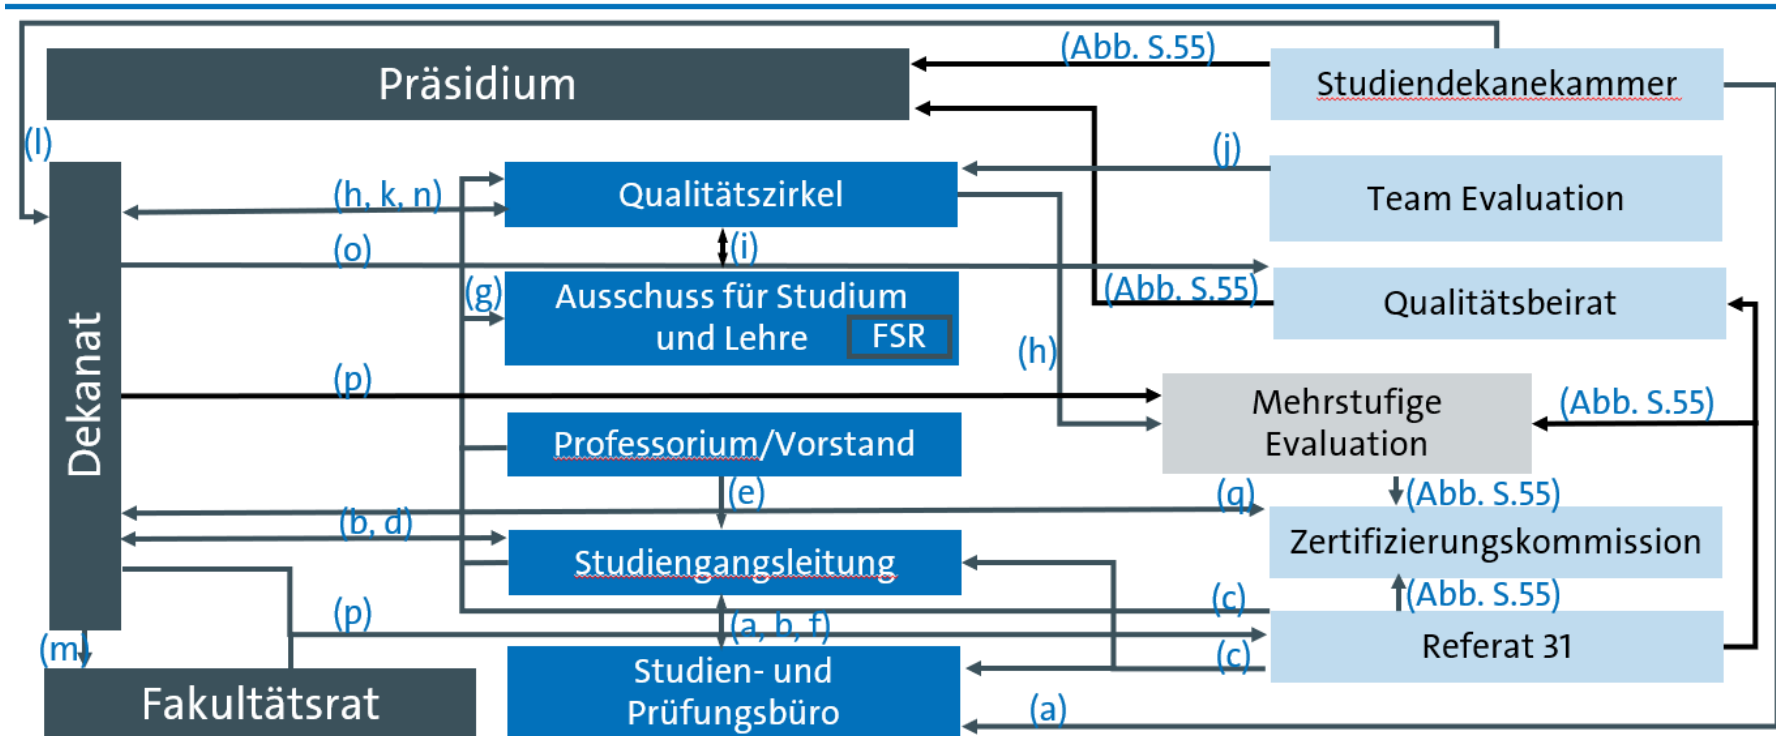 (Abb. S.55)
Präsidium
Studiendekanekammer
(l)
(j)
(h, k, n)
Qualitätszirkel
Team Evaluation
(o)
(i)
(g)
Ausschuss für Studium
und Lehre
FSR
(Abb. S.55)
Qualitätsbeirat
(h)
Dekanat
(p)
Mehrstufige
Evaluation
(Abb. S.55)
Professorium/Vorstand
(e)
(q)
(Abb. S.55)
(b, d)
Studiengangsleitung
Zertifizierungskommission
(c)
(Abb. S.55)
(p)
(a, b, f)
(m)
(c)
Referat 31
Fakultätsrat
Studien- und
Prüfungsbüro
(a)